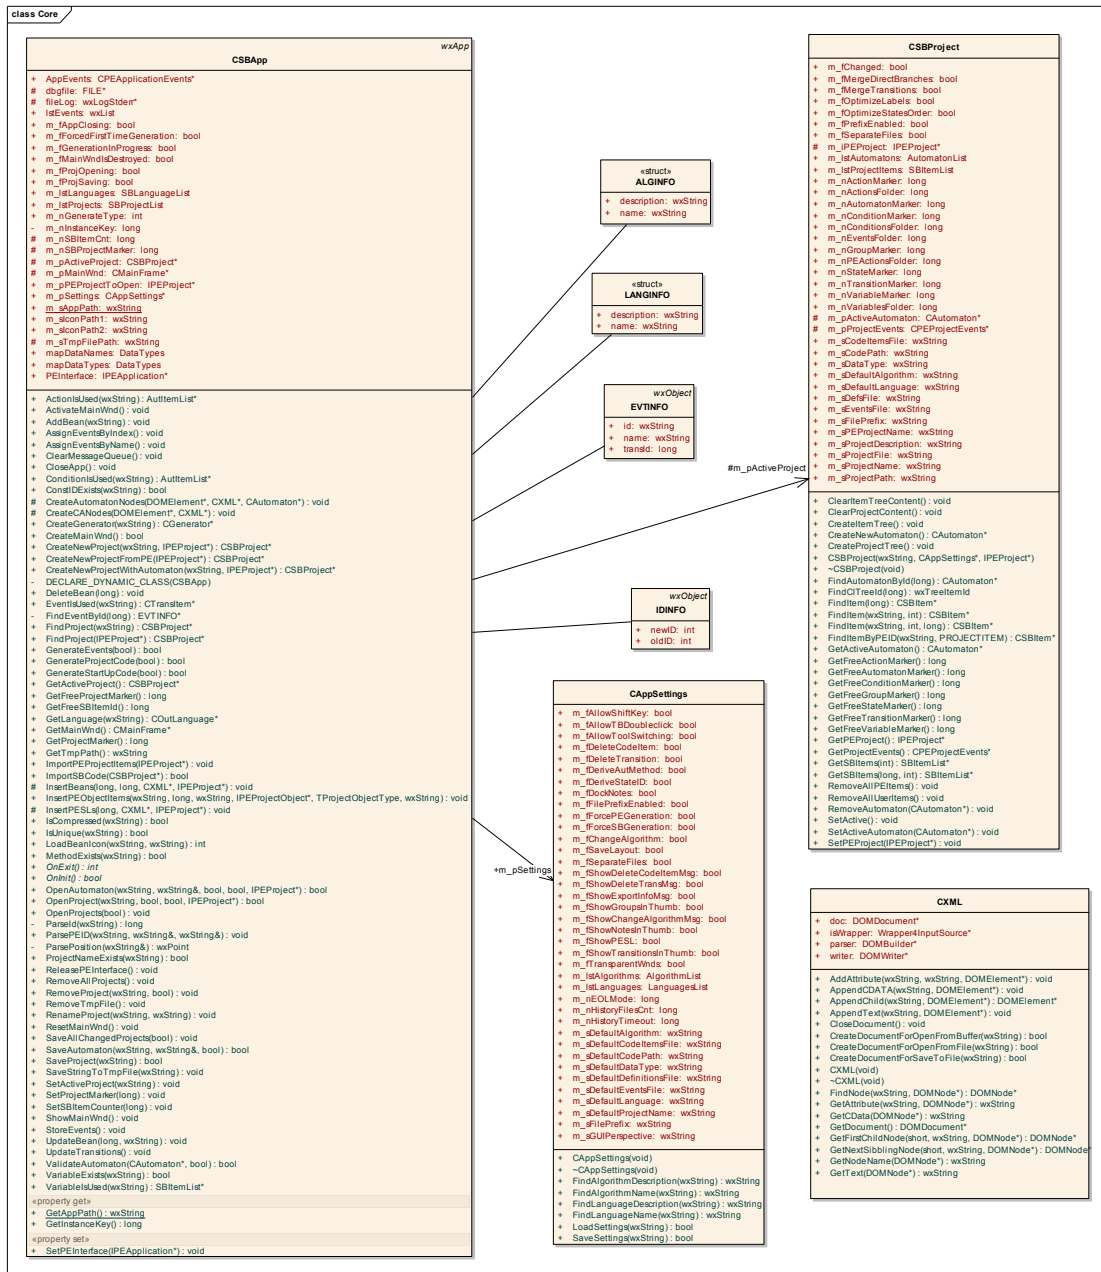 class Core
wxApp
CSBApp
+ AppEvents: CPEApplicationEvents*
# dbgfile: FILE*
# fileLog: wxLogStderr*
+ lstEvents: wxList
+ m_fAppClosing: bool
+ m_fForcedFirstTimeGeneration: bool
+ m_fGenerationInProgress: bool
+ m_fMainWndIsDestroyed: bool
+ m_fProjOpening: bool
+ m_fProjSaving: bool
+ m_lstLanguages: SBLanguageList
+ m_lstProjects: SBProjectList
+ m_nGenerateType: int
- m_nInstanceKey: long
# m_nSBItemCnt: long
# m_nSBProjectMarker: long
# m_pActiveProject: CSBProject*
# m_pMainWnd: CMainFrame*
+ m_pPEProjectToOpen: IPEProject*
+ m_pSettings: CAppSettings*
+ m_sAppPath: wxString
+ m_sIconPath1: wxString
+ m_sIconPath2: wxString
# m_sTmpFilePath: wxString
+ mapDataNames: DataTypes
+ mapDataTypes: DataTypes
+ PEInterface: IPEApplication*
+ ActionIsUsed(wxString) : AutItemList*
+ ActivateMainWnd() : void
+ AddBean(long) : void
+ AssignEventsByIndex() : void
+ AssignEventsByName() : void
+ ClearMessageQueue() : void
+ CloseApp() : void
+ ConditionIsUsed(wxString) : AutItemList*
+ ConstIDExists(wxString) : bool
# CreateAutomatonNodes(DOMElement*, CXML*, CAutomaton*) : void
# CreateCANodes(DOMElement*, CXML*) : void
+ CreateGenerator(wxString) : CGenerator*
+ CreateMainWnd() : bool
+ CreateNewProject(wxString, IPEProject*) : CSBProject*
+ CreateNewProjectFromPE(IPEProject*) : CSBProject*
+ CreateNewProjectWithAutomaton(wxString, IPEProject*) : CSBProject*
- DECLARE_DYNAMIC_CLASS(CSBApp)
+ DeleteBean(long) : void
+ EventIsUsed(wxString) : CTransItem*
- FindEventById(long) : EVTINFO*
+ FindProject(wxString) : CSBProject*
+ FindProject(IPEProject*) : CSBProject*
+ GenerateEvents(bool) : bool
+ GenerateProjectCode(bool) : bool
+ GenerateStartUpCode(bool) : bool
+ GetActiveProject() : CSBProject*
+ GetFreeProjectMarker() : long
+ GetFreeSBItemId() : long
+ GetLanguage(wxString) : COutLanguage*
+ GetMainWnd() : CMainFrame*
+ GetProjectMarker() : long
+ GetTmpPath() : wxString
+ ImportPEProjectItems(IPEProject*) : void
+ ImportSBCode(CSBProject*) : bool
# InsertBeans(long, long, CXML*, IPEProject*) : void
+ InsertPEObjectItems(wxString, long, wxString, IPEProjectObject*, TProjectObjectType, wxString) : void
# InsertPESLs(long, CXML*, IPEProject*) : void
+ IsCompressed(wxString) : bool
+ IsUnique(wxString) : bool
+ LoadBeanIcon(wxString, wxString) : int
+ MethodExists(wxString) : bool
+ OnExit() : int
+ OnInit() : bool
+ OpenAutomaton(wxString, wxString&, bool, bool, IPEProject*) : bool
+ OpenProject(wxString, bool, bool, IPEProject*) : bool
+ OpenProjects(bool) : void
- ParseId(wxString) : long
+ ParsePEID(wxString, wxString&, wxString&) : void
- ParsePosition(wxString&) : wxPoint
+ ProjectNameExists(wxString) : bool
+ ReleasePEInterface() : void
+ RemoveAllProjects() : void
+ RemoveProject(wxString, bool) : void
+ RemoveTmpFile() : void
+ RenameProject(wxString, wxString) : void
+ ResetMainWnd() : void
+ SaveAllChangedProjects(bool) : void
+ SaveAutomaton(wxString, wxString&, bool) : bool
+ SaveProject(wxString) : bool
+ SaveStringToTmpFile(wxString) : void
+ SetActiveProject(wxString) : void
+ SetProjectMarker(long) : void
+ SetSBItemCounter(long) : void
+ ShowMainWnd() : void
+ StoreEvents() : void
+ UpdateBean(long, wxString) : void
+ UpdateTransitions() : void
+ ValidateAutomaton(CAutomaton*, bool) : bool
+ VariableExists(wxString) : bool
+ VariableIsUsed(wxString) : SBItemList*
«property get»
+ GetAppPath() : wxString
+ GetInstanceKey() : long
«property set»
+ SetPEInterface(IPEApplication*) : void
«struct»
ALGINFO
+ description: wxString
+ name: wxString
«struct»
LANGINFO
+ description: wxString
+ name: wxString
wxObject
EVTINFO
+ id: wxString
+ name: wxString
+ transId: long
#m_pActiveProject
wxObject
IDINFO
+ newID: int
+ oldID: int
+m_pSettings
CAppSettings
+ m_fAllowShiftKey: bool
+ m_fAllowTBDoubleclick: bool
+ m_fAllowToolSwitching: bool
+ m_fDeleteCodeItem: bool
+ m_fDeleteTransition: bool
+ m_fDeriveAutMethod: bool
+ m_fDeriveStateID: bool
+ m_fDockNotes: bool
+ m_fFilePrefixEnabled: bool
+ m_fForcePEGeneration: bool
+ m_fForceSBGeneration: bool
+ m_fChangeAlgorithm: bool
+ m_fSaveLayout: bool
+ m_fSeparateFiles: bool
+ m_fShowDeleteCodeItemMsg: bool
+ m_fShowDeleteTransMsg: bool
+ m_fShowExportInfoMsg: bool
+ m_fShowGroupsInThumb: bool
+ m_fShowChangeAlgorithmMsg: bool
+ m_fShowNotesInThumb: bool
+ m_fShowPESL: bool
+ m_fShowTransitionsInThumb: bool
+ m_fTransparentWnds: bool
+ m_lstAlgorithms: AlgorithmList
+ m_lstLanguages: LanguagesList
+ m_nEOLMode: long
+ m_nHistoryFilesCnt: long
+ m_nHistoryTimeout: long
+ m_sDefaultAlgorithm: wxString
+ m_sDefaultCodeItemsFile: wxString
+ m_sDefaultCodePath: wxString
+ m_sDefaultDataType: wxString
+ m_sDefaultDefinitionsFile: wxString
+ m_sDefaultEventsFile: wxString
+ m_sDefaultLanguage: wxString
+ m_sDefaultProjectName: wxString
+ m_sFilePrefix: wxString
+ m_sGUIPerspective: wxString
+ CAppSettings(void)
+ ~CAppSettings(void)
+ FindAlgorithmDescription(wxString) : wxString
+ FindAlgorithmName(wxString) : wxString
+ FindLanguageDescription(wxString) : wxString
+ FindLanguageName(wxString) : wxString
+ LoadSettings(wxString) : bool
+ SaveSettings(wxString) : bool
CSBProject
+ m_fChanged: bool
+ m_fMergeDirectBranches: bool
+ m_fMergeTransitions: bool
+ m_fOptimizeLabels: bool
+ m_fOptimizeStatesOrder: bool
+ m_fPrefixEnabled: bool
+ m_fSeparateFiles: bool
# m_iPEProject: IPEProject*
+ m_lstAutomatons: AutomatonList
+ m_lstProjectItems: SBItemList
+ m_nActionMarker: long
+ m_nActionsFolder: long
+ m_nAutomatonMarker: long
+ m_nConditionMarker: long
+ m_nConditionsFolder: long
+ m_nEventsFolder: long
+ m_nGroupMarker: long
+ m_nPEActionsFolder: long
+ m_nStateMarker: long
+ m_nTransitionMarker: long
+ m_nVariableMarker: long
+ m_nVariablesFolder: long
# m_pActiveAutomaton: CAutomaton*
# m_pProjectEvents: CPEProjectEvents*
+ m_sCodeItemsFile: wxString
+ m_sCodePath: wxString
+ m_sDataType: wxString
+ m_sDefaultAlgorithm: wxString
+ m_sDefaultLanguage: wxString
+ m_sDefsFile: wxString
+ m_sEventsFile: wxString
+ m_sFilePrefix: wxString
+ m_sPEProjectName: wxString
+ m_sProjectDescription: wxString
+ m_sProjectFile: wxString
+ m_sProjectName: wxString
+ m_sProjectPath: wxString
+ ClearItemTreeContent() : void
+ ClearProjectContent() : void
+ CreateItemTree() : void
+ CreateNewAutomaton() : CAutomaton*
+ CreateProjectTree() : void
+ CSBProject(wxString, CAppSettings*, IPEProject*)
+ ~CSBProject(void)
+ FindAutomatonById(long) : CAutomaton*
+ FindCITreeId(long) : wxTreeItemId
+ FindItem(long) : CSBItem*
+ FindItem(wxString, int) : CSBItem*
+ FindItem(wxString, int, long) : CSBItem*
+ FindItemByPEID(wxString, PROJECTITEM) : CSBItem*
+ GetActiveAutomaton() : CAutomaton*
+ GetFreeActionMarker() : long
+ GetFreeAutomatonMarker() : long
+ GetFreeConditionMarker() : long
+ GetFreeGroupMarker() : long
+ GetFreeStateMarker() : long
+ GetFreeTransitionMarker() : long
+ GetFreeVariableMarker() : long
+ GetPEProject() : IPEProject*
+ GetProjectEvents() : CPEProjectEvents*
+ GetSBItems(int) : SBItemList*
+ GetSBItems(long, int) : SBItemList*
+ RemoveAllPEItems() : void
+ RemoveAllUserItems() : void
+ RemoveAutomaton(CAutomaton*) : void
+ SetActive() : void
+ SetActiveAutomaton(CAutomaton*) : void
+ SetPEProject(IPEProject*) : void
CXML
+ doc: DOMDocument*
+ isWrapper: Wrapper4InputSource*
+ parser: DOMBuilder*
+ writer: DOMWriter*
+ AddAttribute(wxString, wxString, DOMElement*) : void
+ AppendCDATA(wxString, DOMElement*) : void
+ AppendChild(wxString, DOMElement*) : DOMElement*
+ AppendText(wxString, DOMElement*) : void
+ CloseDocument() : void
+ CreateDocumentForOpenFromBuffer(wxString) : bool
+ CreateDocumentForOpenFromFile(wxString) : bool
+ CreateDocumentForSaveToFile(wxString) : bool
+ CXML(void)
+ ~CXML(void)
+ FindNode(wxString, DOMNode*) : DOMNode*
+ GetAttribute(wxString, DOMNode*) : wxString
+ GetCData(DOMNode*) : wxString
+ GetDocument() : DOMDocument*
+ GetFirstChildNode(short, wxString, DOMNode*) : DOMNode*
+ GetNextSibblingNode(short, wxString, DOMNode*) : DOMNode*
+ GetNodeName(DOMNode*) : wxString
+ GetText(DOMNode*) : wxString